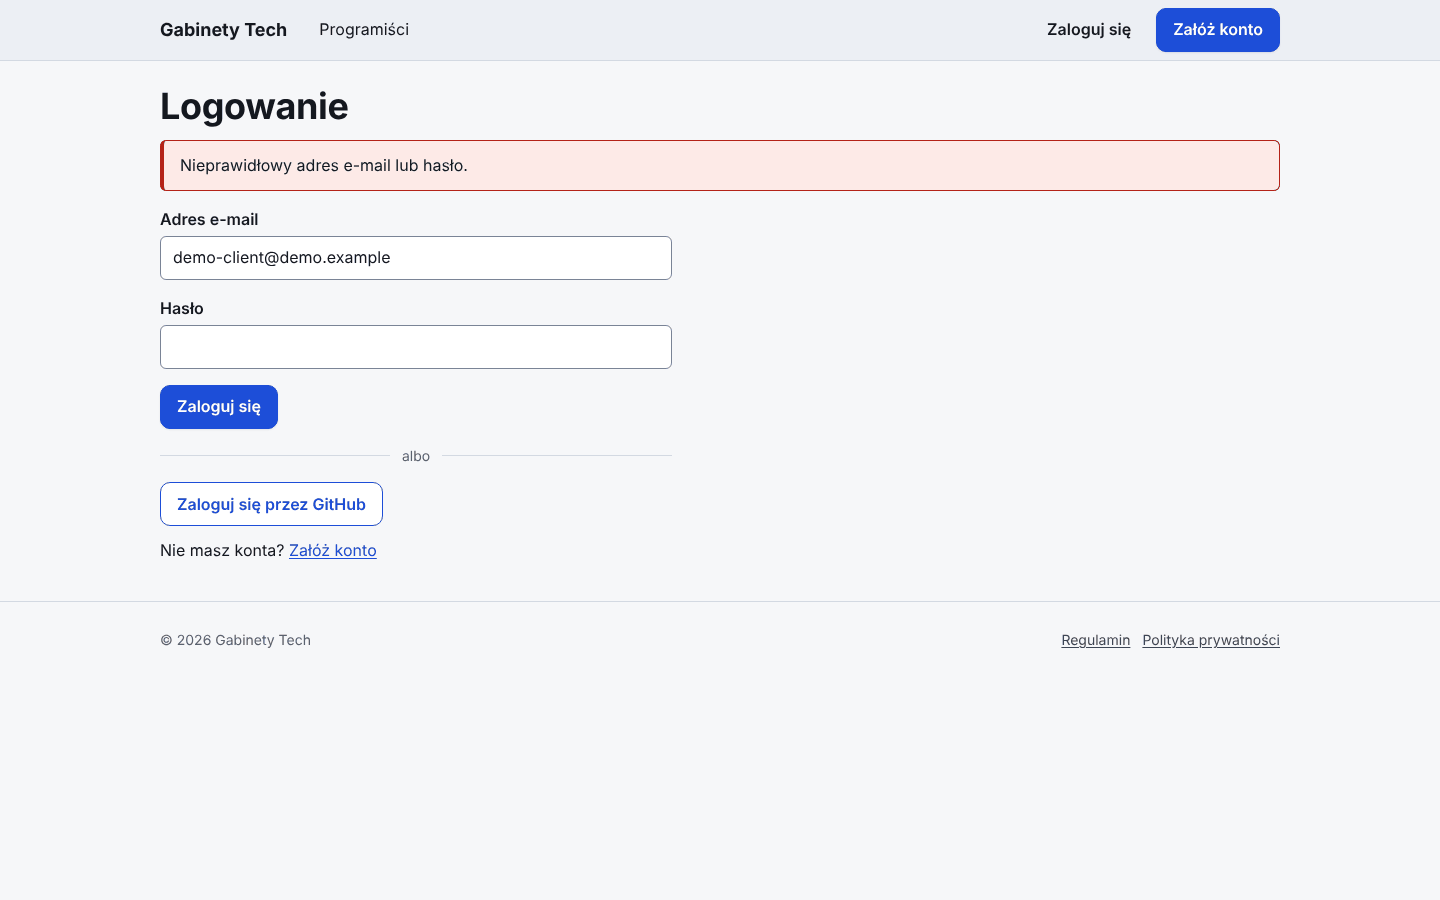 Gabinety Tech Programiści Zaloguj się Załóż konto
Logowanie
Nieprawidłowy adres e-mail lub hasło.
Adres e-mail
demo-client@demo.example
Hasło
Zaloguj się
albo
Zaloguj się przez GitHub
Nie masz konta? Załóż konto
© 2026 Gabinety Tech Regulamin Polityka prywatności